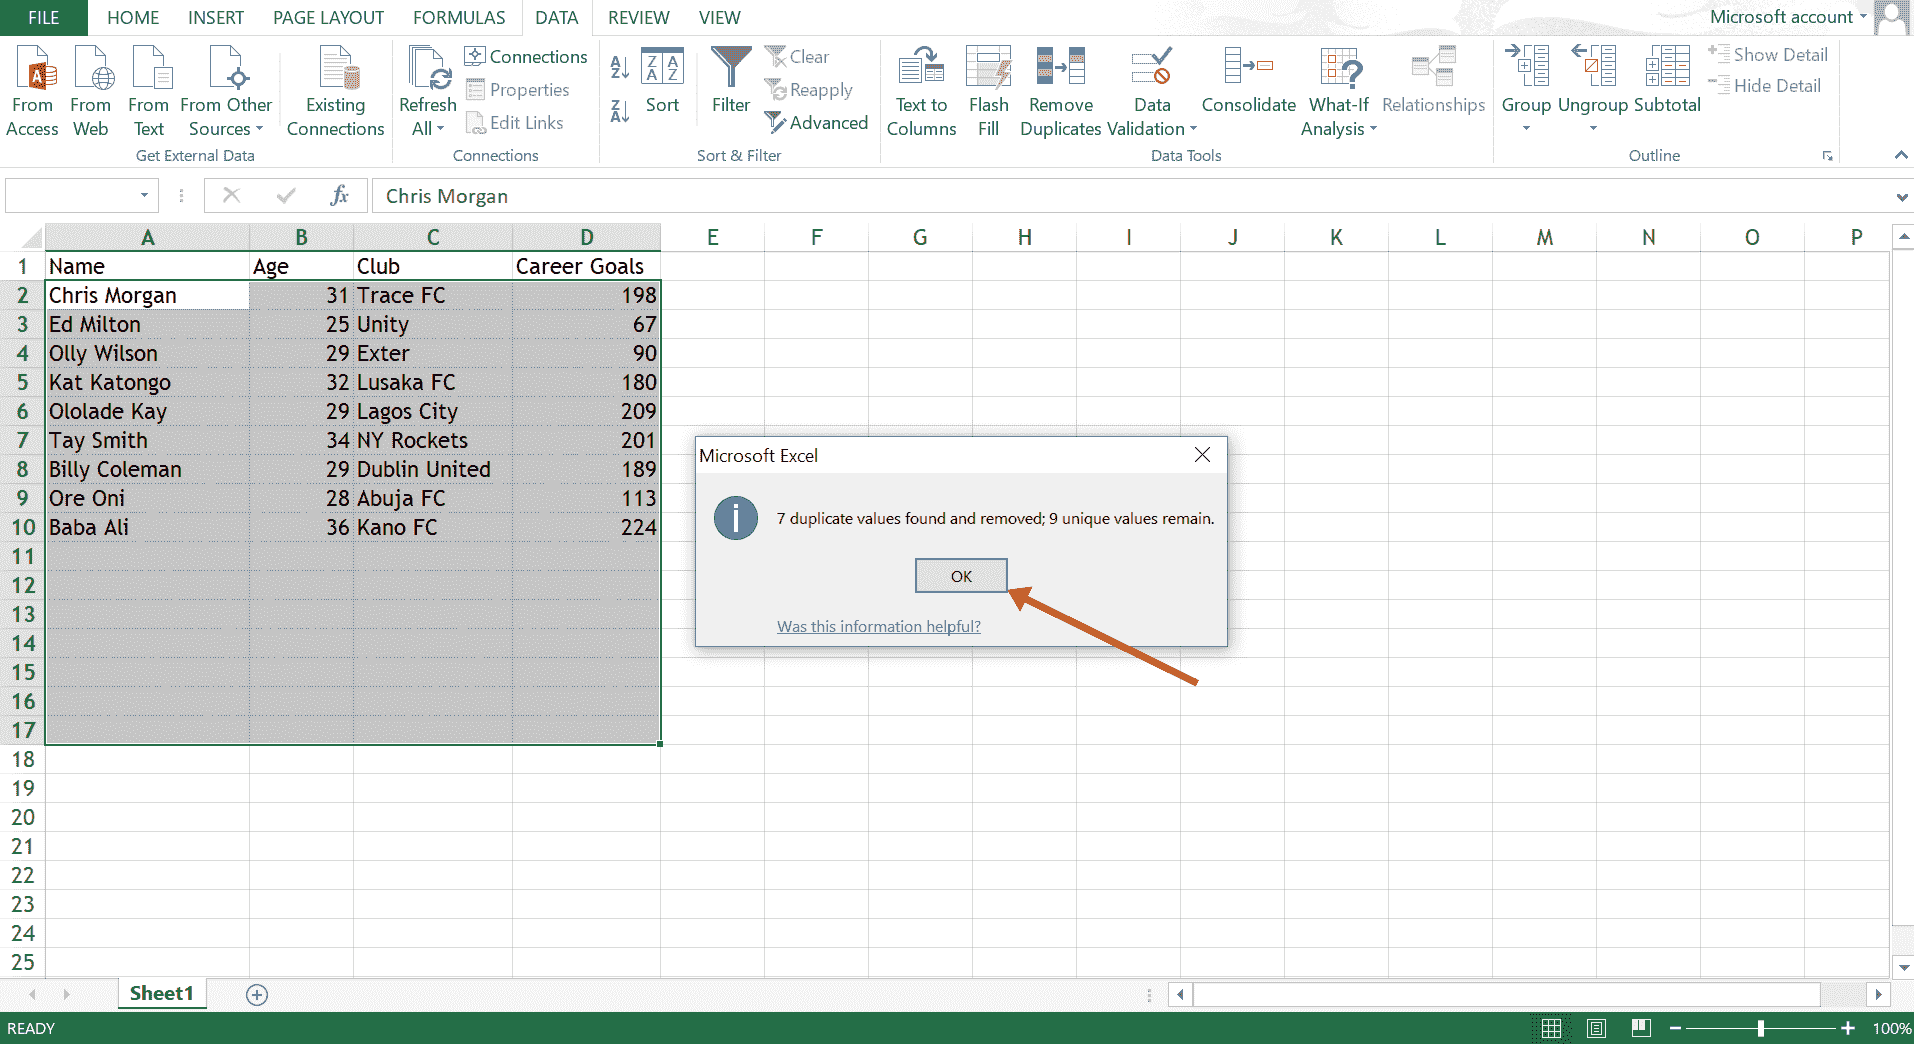 FILE HOME INSERT PAGE LAYOUT FORMULAS DATA REVIEW VIEW Microsoft account
From Access
From Web
From Text
From Other Sources
Get External Data
Existing Connections
Refresh All
Connections
Properties
Edit Links
Connections
Sort
Filter
Clear
Reapply
Advanced
Sort & Filter
Text to Columns
Flash Fill
Remove Duplicates
Data Validation
Consolidate
What-If Analysis
Relationships
Data Tools
Group
Ungroup
Subtotal
Show Detail
Hide Detail
Outline
fx Chris Morgan
A B C D E F G H I J K L M N O P
1 Name Age Club Career Goals
2 Chris Morgan 31 Trace FC 198
3 Ed Milton 25 Unity 67
4 Olly Wilson 29 Exter 90
5 Kat Katongo 32 Lusaka FC 180
6 Ololade Kay 29 Lagos City 209
7 Tay Smith 34 NY Rockets 201
8 Billy Coleman 29 Dublin United 189
9 Ore Oni 28 Abuja FC 113
10 Baba Ali 36 Kano FC 224
11
12
13
14
15
16
17
18
19
20
21
22
23
24
25
Microsoft Excel
7 duplicate values found and removed; 9 unique values remain.
OK
Was this information helpful?
Sheet1
READY 100%